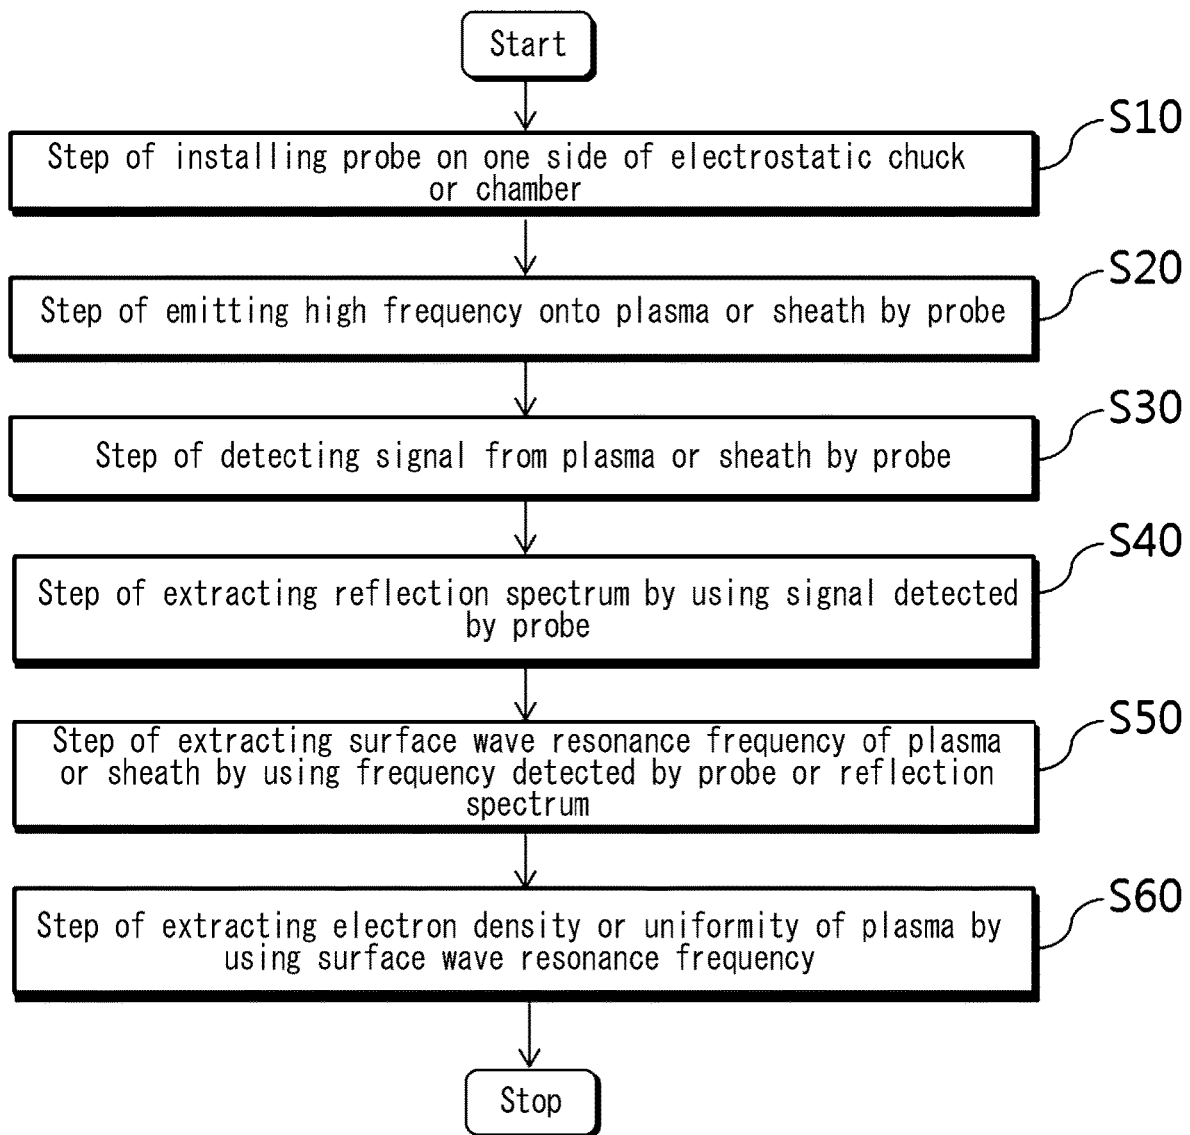 Start
S10
Step of installing probe on one side of electrostatic chuck
or chamber
S20
Step of emitting high frequency onto plasma or sheath by probe
S30
Step of detecting signal from plasma or sheath by probe
S40
Step of extracting reflection spectrum by using signal detected
by probe
S50
Step of extracting surface wave resonance frequency of plasma
or sheath by using frequency detected by probe or reflection
spectrum
S60
Step of extracting electron density or uniformity of plasma by
using surface wave resonance frequency
Stop